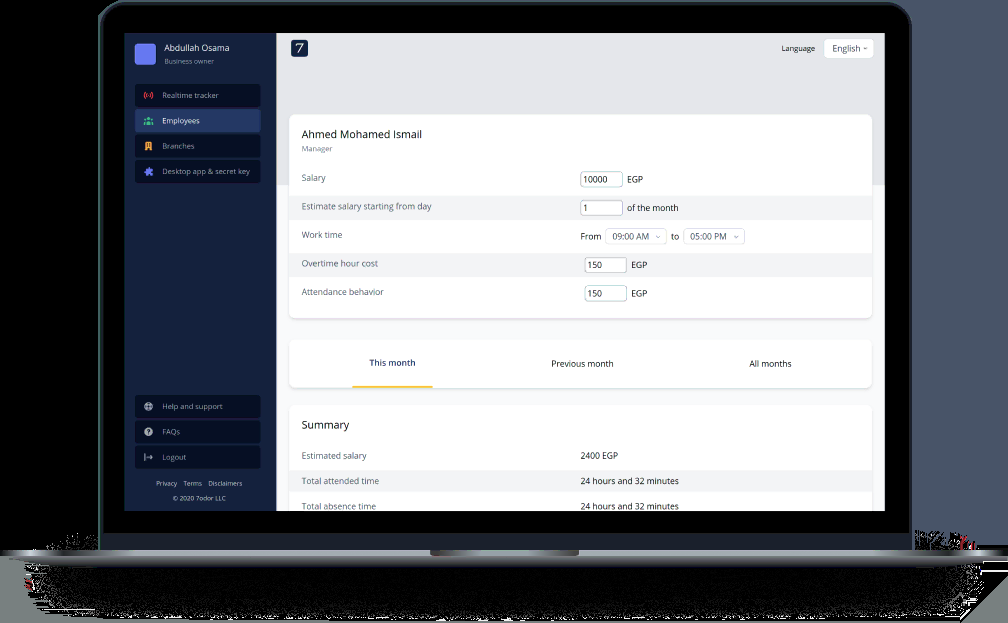 Abdullah Osama
Business owner
Realtime tracker
Employees
Branches
Desktop app & secret key
Help and support
FAQs
Logout
Privacy Terms Disclaimers
© 2020 7odor LLC
7
Language English
Ahmed Mohamed Ismail
Manager
Salary 10000 EGP
Estimate salary starting from day 1 of the month
Work time From 09:00 AM to 05:00 PM
Overtime hour cost 150 EGP
Attendance behavior 150 EGP
This month Previous month All months
Summary
Estimated salary 2400 EGP
Total attended time 24 hours and 32 minutes
Total absence time 24 hours and 32 minutes